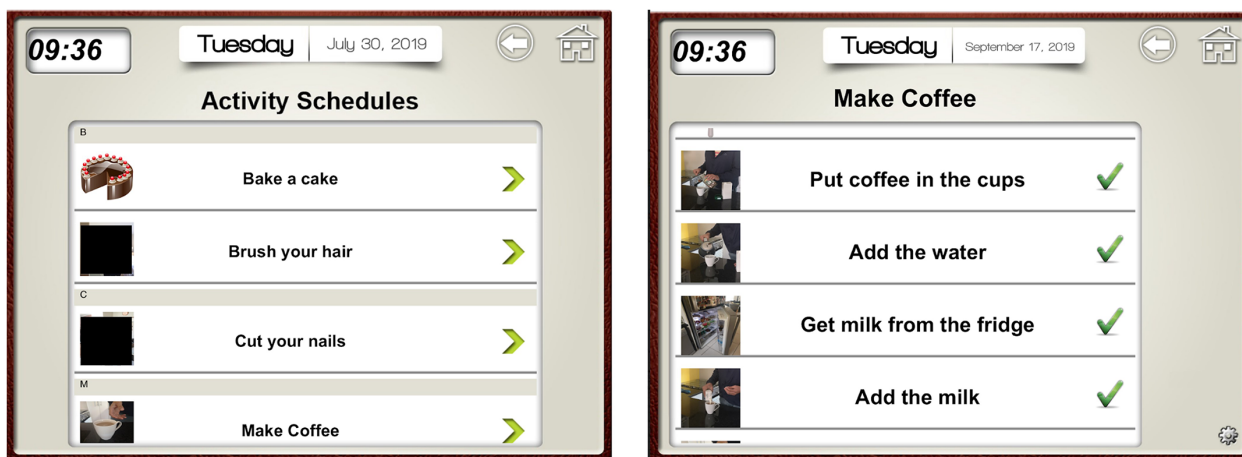 09:36
Tuesday
July 30, 2019
Activity Schedules
B
Bake a cake
Brush your hair
C
Cut your nails
M
Make Coffee
09:36
Tuesday
September 17, 2019
Make Coffee
Put coffee in the cups
Add the water
Get milk from the fridge
Add the milk